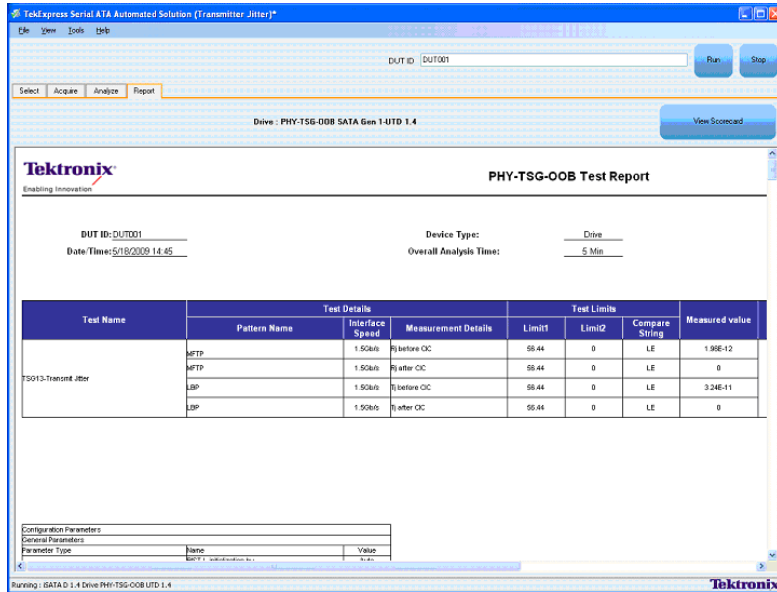 TekExpress Serial ATA Automated Solution (Transmitter Jitter)*
File View Tools Help
DUT ID DUT001 Run Stop
Select Acquire Analyze Report
Drive : PHY-TSG-OOB SATA Gen 1-UTD 1.4 View Scorecard
Tektronix
Enabling Innovation
PHY-TSG-OOB Test Report
DUT ID: DUT001 Device Type: Drive
Date/Time: 5/18/2009 14:45 Overall Analysis Time: 5 Min
Test Name Test Details Test Limits Measured value
Pattern Name Interface Speed Measurement Details Limit1 Limit2 Compare String
TSG13-Transmit Jitter
MFTP 1.5Gb/s Rj before CIC 56.44 0 LE 1.98E-12
MFTP 1.5Gb/s Rj after CIC 56.44 0 LE 0
LBP 1.5Gb/s Tj before CIC 56.44 0 LE 3.24E-11
LBP 1.5Gb/s Tj after CIC 56.44 0 LE 0
Configuration Parameters
General Parameters
Parameter Type Name Value
Running : iSATA D 1.4 Drive PHY-TSG-OOB UTD 1.4
Tektronix